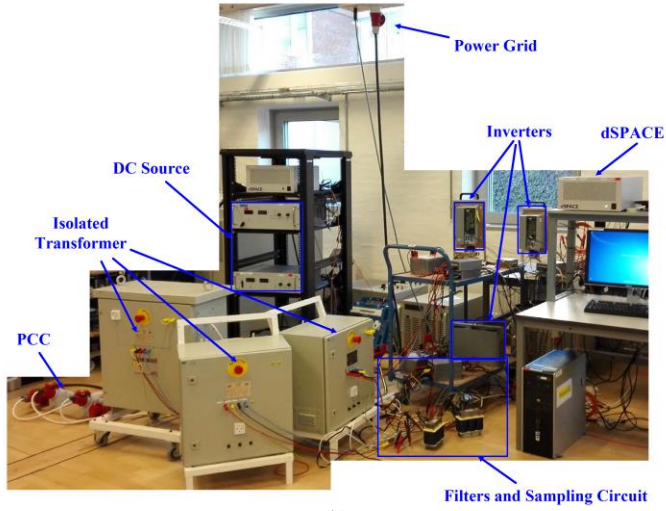 Power Grid
Inverters
dSPACE
DC Source
Isolated
Transformer
PCC
Filters and Sampling Circuit